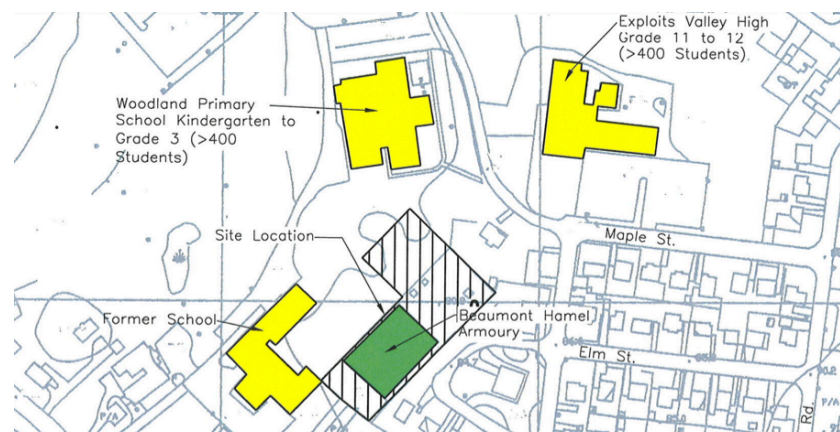 Exploits Valley High
Grade 11 to 12
(>400 Students).
Woodland Primary
School Kindergarten to
Grade 3 (>400
Students)
Site Location
Maple St.
Former School
Beaumont Hamel
Armoury
Elm St.
Rd.
P/A
P/A